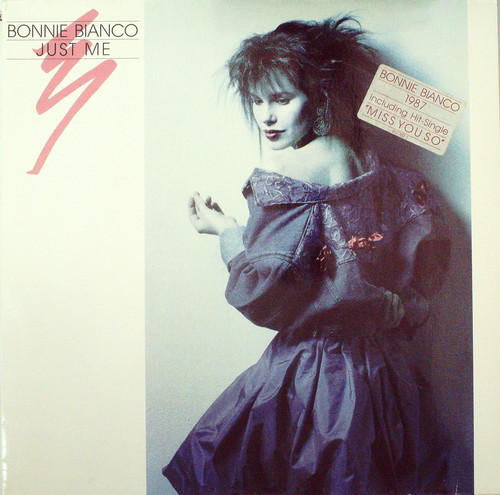 BONNIE BIANCO
JUST ME
BONNIE BIANCO
1987
including Hit-Single
"MISS YOU SO"